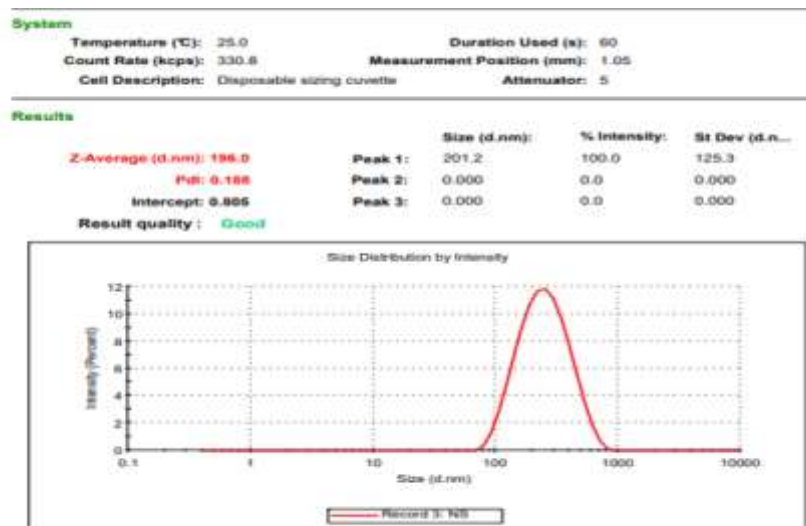 System
Temperature (°C): 25.0 Duration Used (s): 60
Count Rate (kcps): 330.8 Measurement Position (mm): 1.05
Cell Description: Disposable sizing cuvette Attenuator: 5
Results
Size (d.nm): % Intensity: St Dev (d.n...
Z-Average (d.nm): 196.0 Peak 1: 201.2 100.0 125.3
PdI: 0.188 Peak 2: 0.000 0.0 0.000
Intercept: 0.805 Peak 3: 0.000 0.0 0.000
Result quality : Good
Size Distribution by Intensity
12
10
8
6
4
2
0
Intensity (Percent)
0.1 1 10 100 1000 10000
Size (d.nm)
Record 3: NS